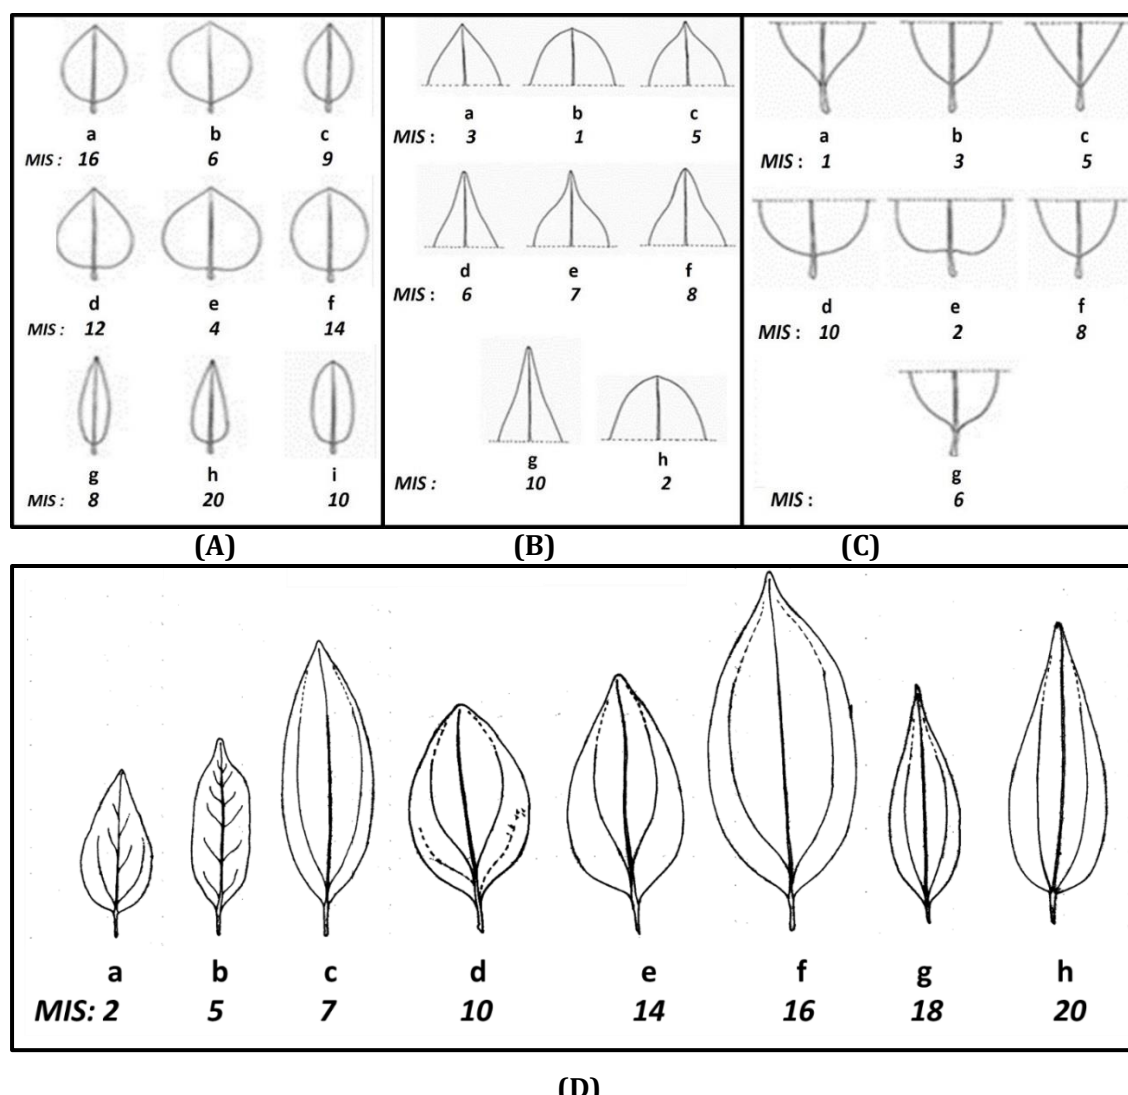 a b c
MIS : 16 6 9
d e f
MIS : 12 4 14
g h i
MIS : 8 20 10
(A)
a b c
MIS : 3 1 5
d e f
MIS : 6 7 8
g h
MIS : 10 2
(B)
a b c
MIS : 1 3 5
d e f
MIS : 10 2 8
g
MIS : 6
(C)
a b c d e f g h
MIS: 2 5 7 10 14 16 18 20
(D)